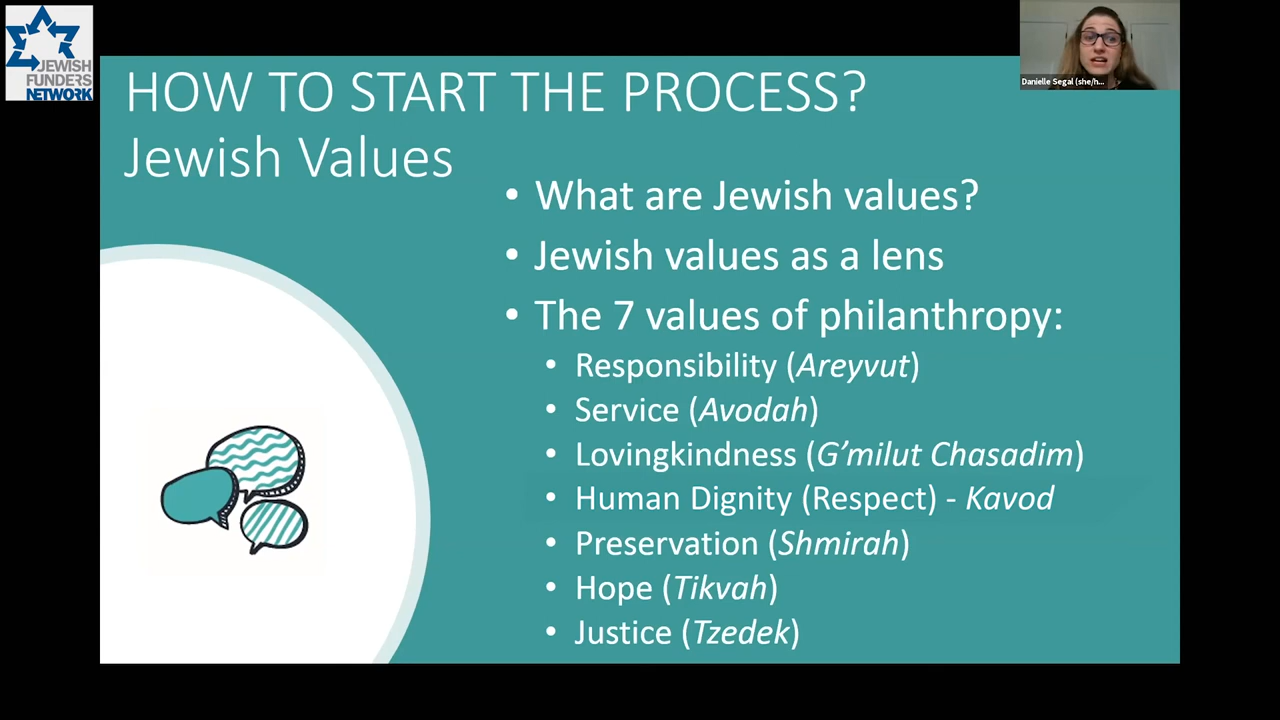 JEWISH
FUNDERS
NETWORK
Danielle Segal (she/h...
HOW TO START THE PROCESS?
Jewish Values
• What are Jewish values?
• Jewish values as a lens
• The 7 values of philanthropy:
• Responsibility (Areyvut)
• Service (Avodah)
• Lovingkindness (G’milut Chasadim)
• Human Dignity (Respect) - Kavod
• Preservation (Shmirah)
• Hope (Tikvah)
• Justice (Tzedek)